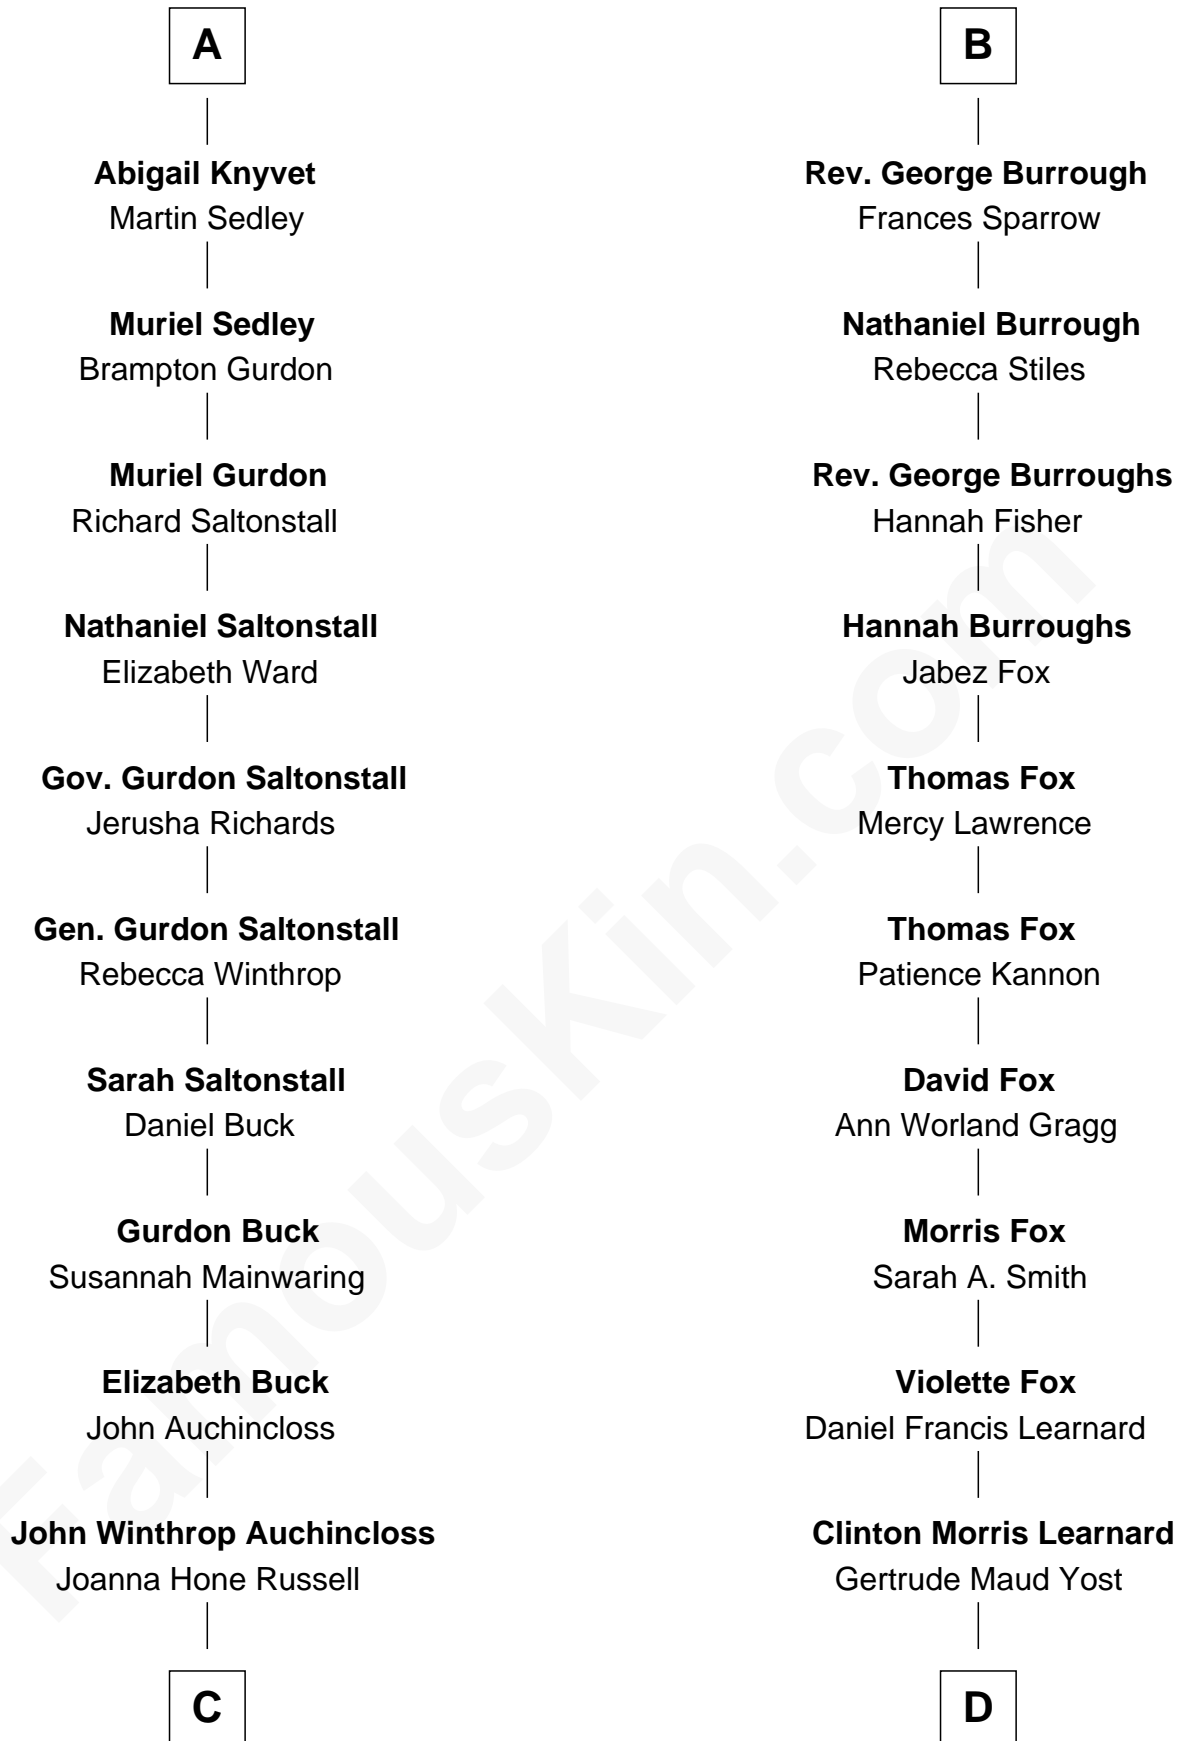 A
Abigail Knyvet
Martin Sedley
Muriel Sedley
Brampton Gurdon
Muriel Gurdon
Richard Saltonstall
Nathaniel Saltonstall
Elizabeth Ward
Gov. Gurdon Saltonstall
Jerusha Richards
Gen. Gurdon Saltonstall
Rebecca Winthrop
Sarah Saltonstall
Daniel Buck
Gurdon Buck
Susannah Mainwaring
Elizabeth Buck
John Auchincloss
John Winthrop Auchincloss
Joanna Hone Russell
C
B
Rev. George Burrough
Frances Sparrow
Nathaniel Burrough
Rebecca Stiles
Rev. George Burroughs
Hannah Fisher
Hannah Burroughs
Jabez Fox
Thomas Fox
Mercy Lawrence
Thomas Fox
Patience Kannon
David Fox
Ann Worland Gragg
Morris Fox
Sarah A. Smith
Violette Fox
Daniel Francis Learnard
Clinton Morris Learnard
Gertrude Maud Yost
D
FamousKin.com